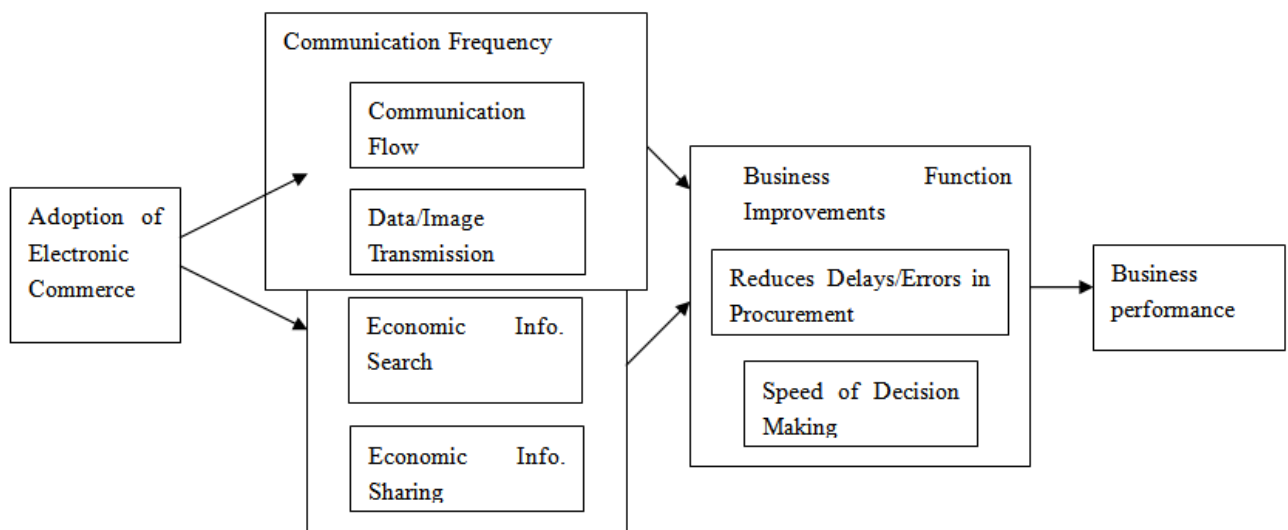 Communication Frequency
Communication
Flow
Data/Image
Transmission
Adoption of
Electronic
Commerce
Economic Info.
Search
Economic Info.
Sharing
Business Function
Improvements
Reduces Delays/Errors in
Procurement
Speed of Decision
Making
Business
performance